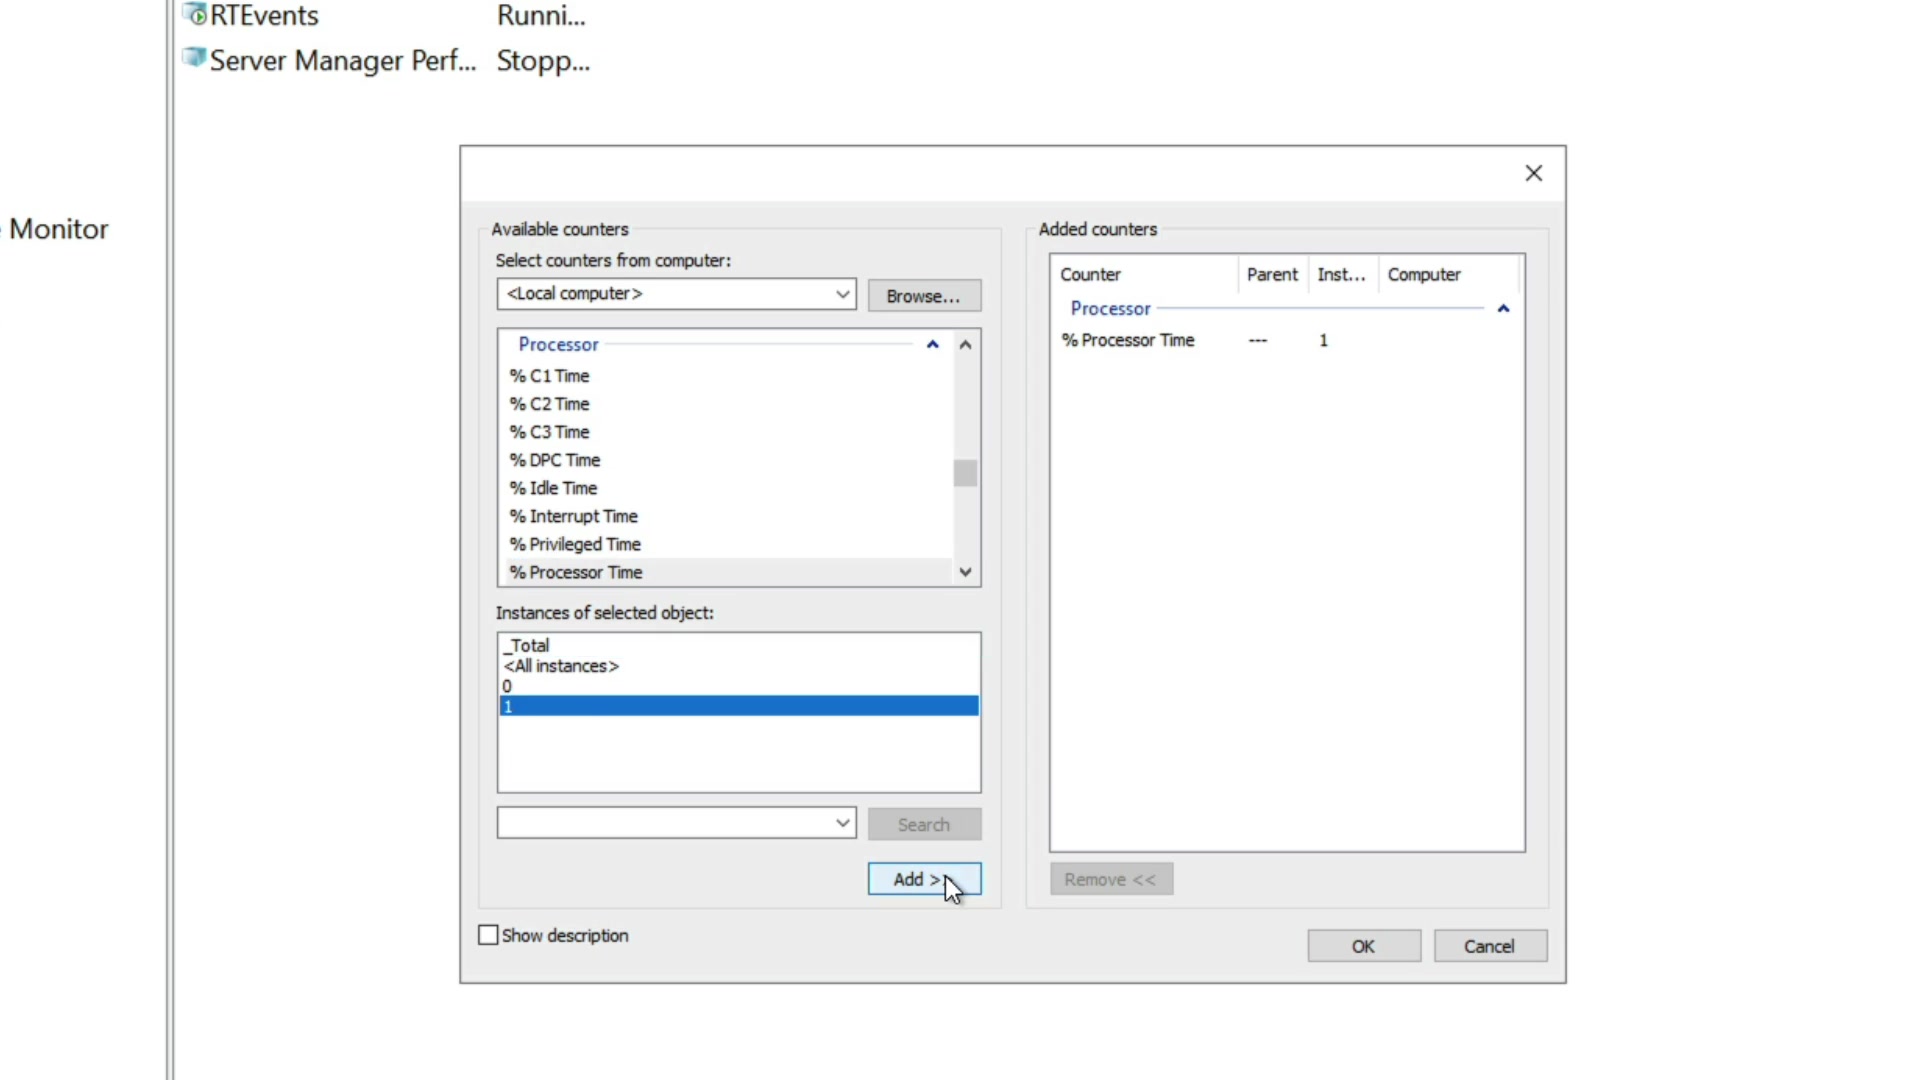 RTEvents Runni...
Server Manager Perf... Stopp...
Monitor
Available counters
Select counters from computer:
<Local computer>
Browse...
Processor
% C1 Time
% C2 Time
% C3 Time
% DPC Time
% Idle Time
% Interrupt Time
% Privileged Time
% Processor Time
Instances of selected object:
_Total
<All instances>
0
1
Search
Add >>
Show description
Added counters
Counter Parent Inst... Computer
Processor
% Processor Time --- 1
Remove <<
OK
Cancel